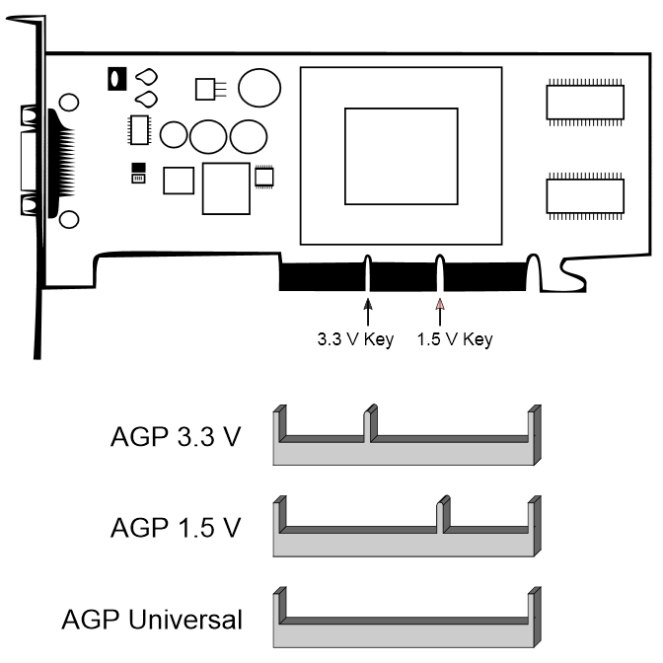 3.3 V Key 1.5 V Key
AGP 3.3 V
AGP 1.5 V
AGP Universal